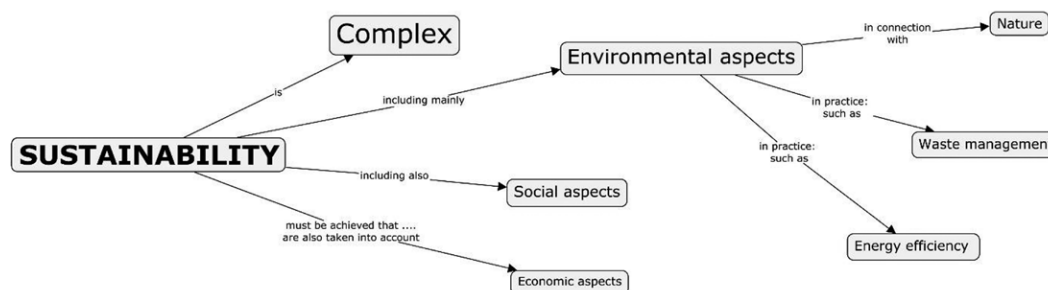 Complex
Nature
in connection
with
Environmental aspects
is
including mainly
in practice:
such as
Waste management
SUSTAINABILITY
in practice:
such as
including also
Social aspects
must be achieved that ....
are also taken into account
Energy efficiency
Economic aspects